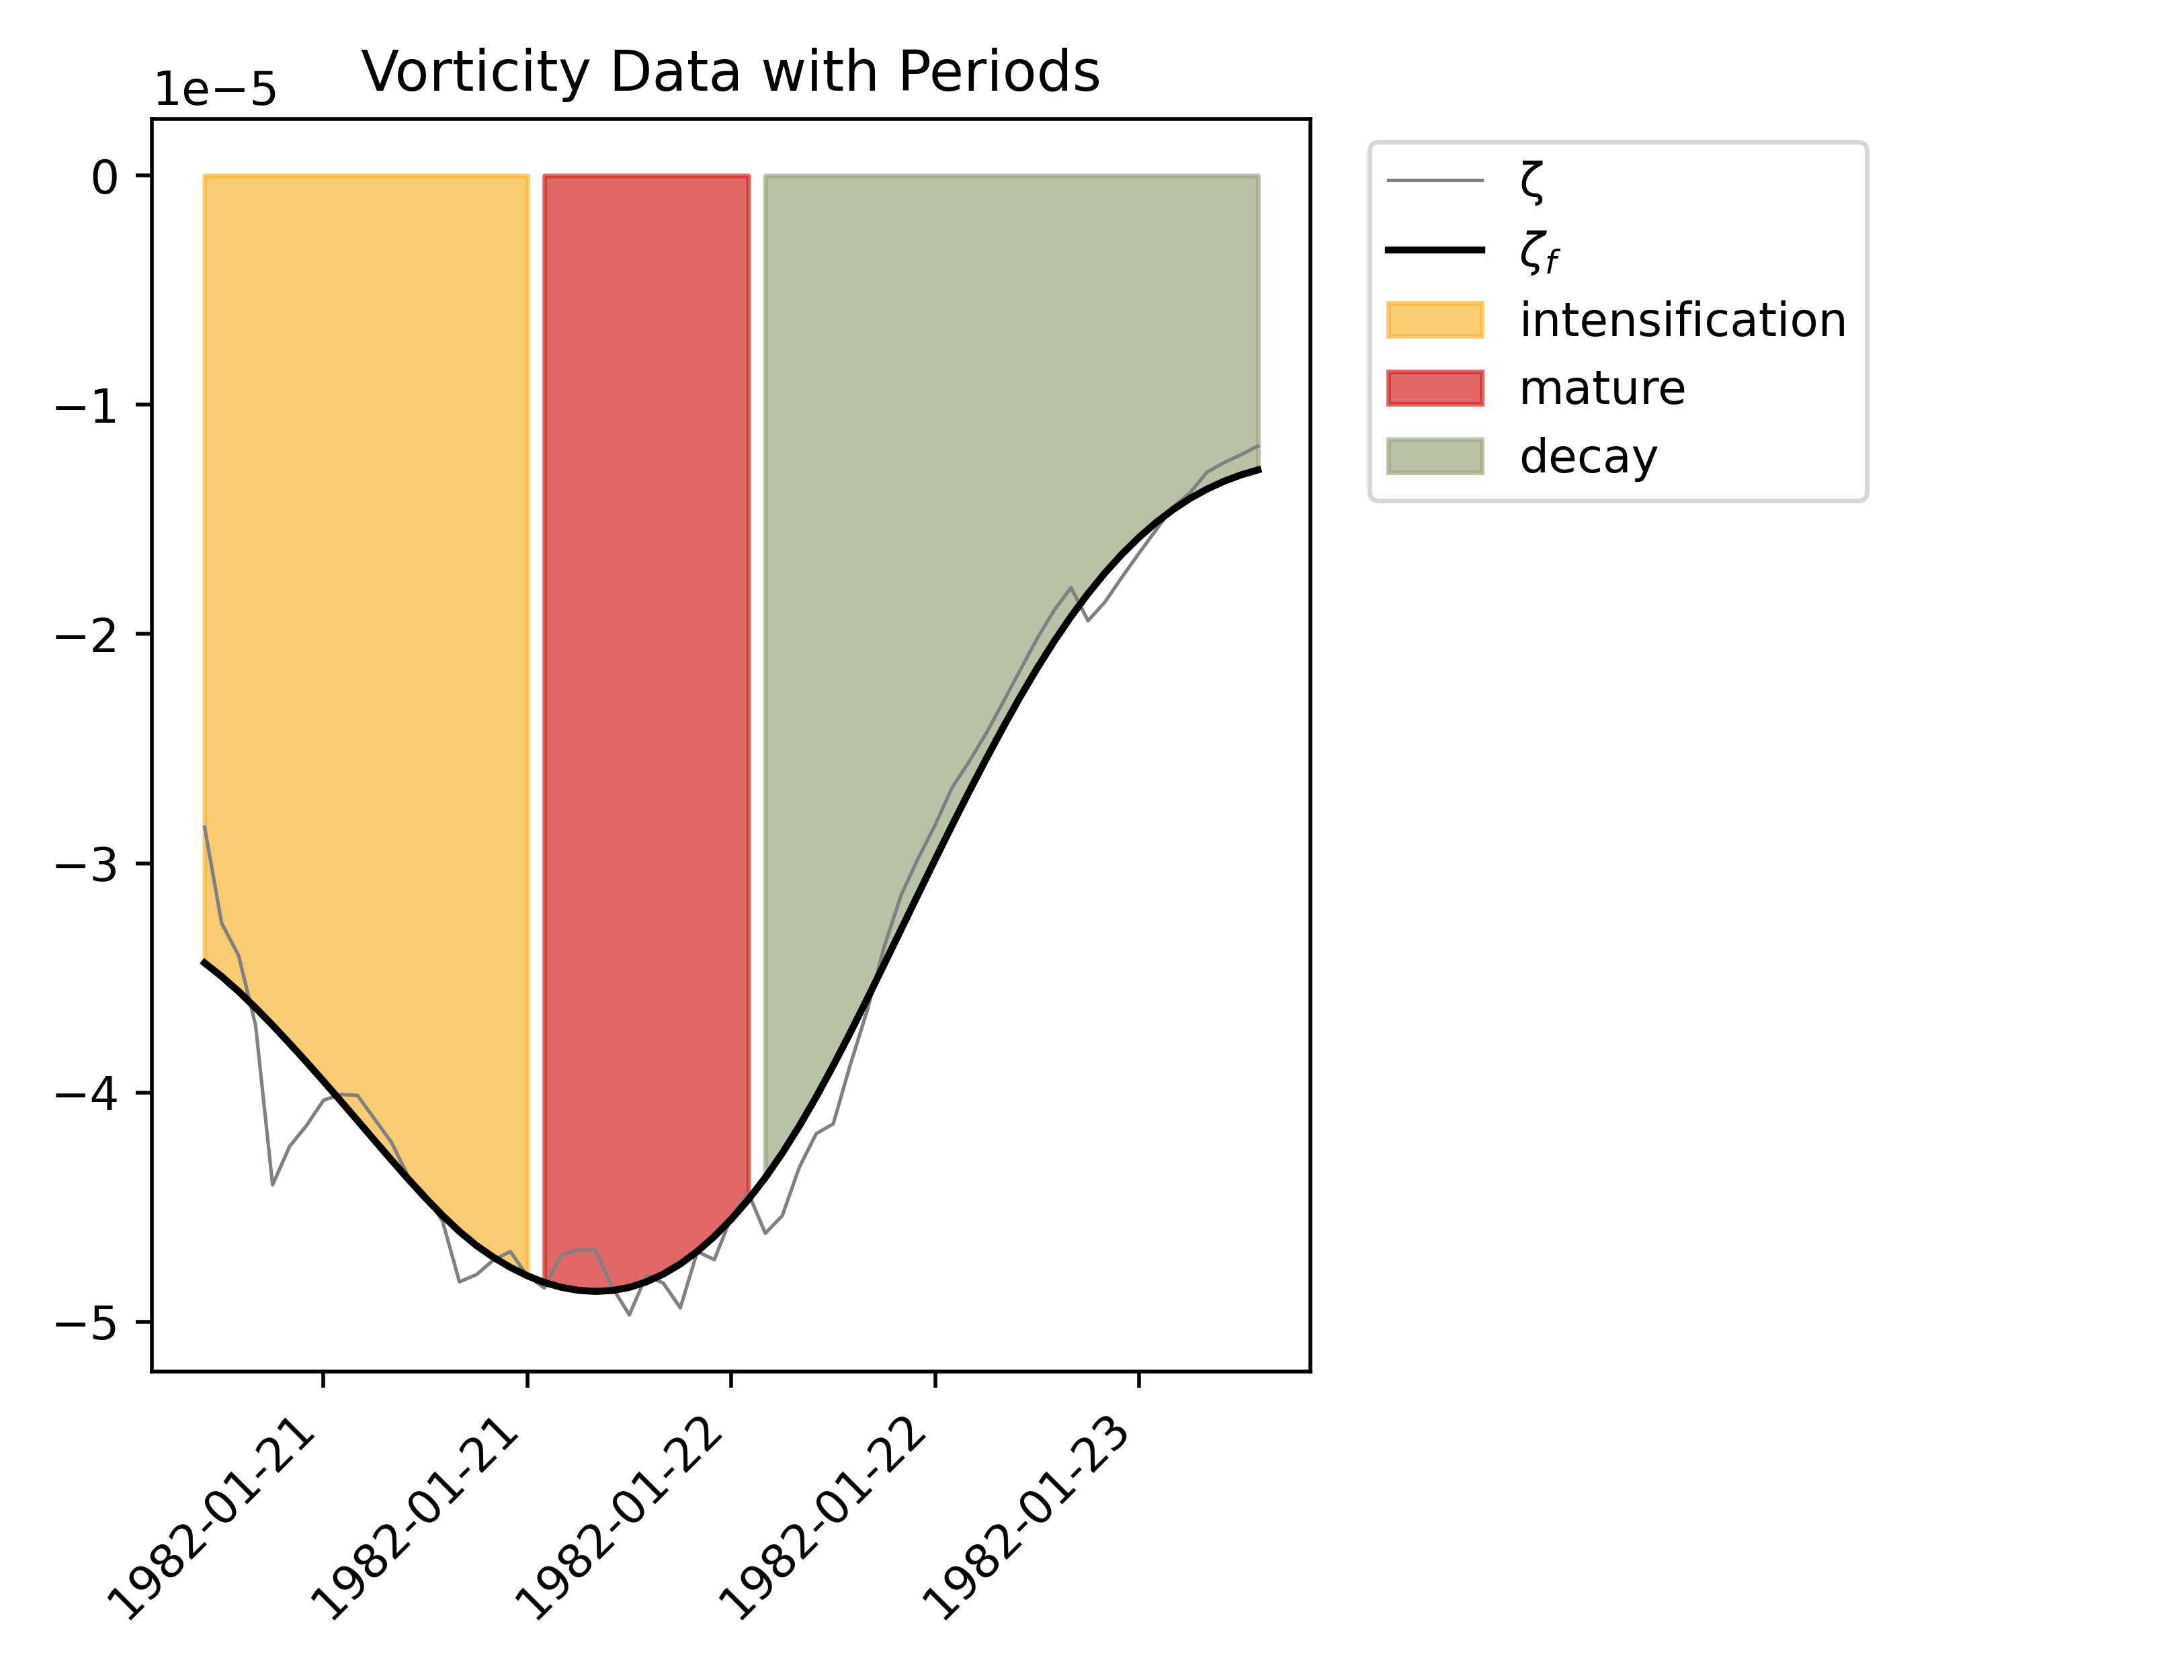 Vorticity Data with Periods
1e−5
0
−1
−2
−3
−4
−5
1982-01-21
1982-01-21
1982-01-22
1982-01-22
1982-01-23
ζ
ζf
intensification
mature
decay